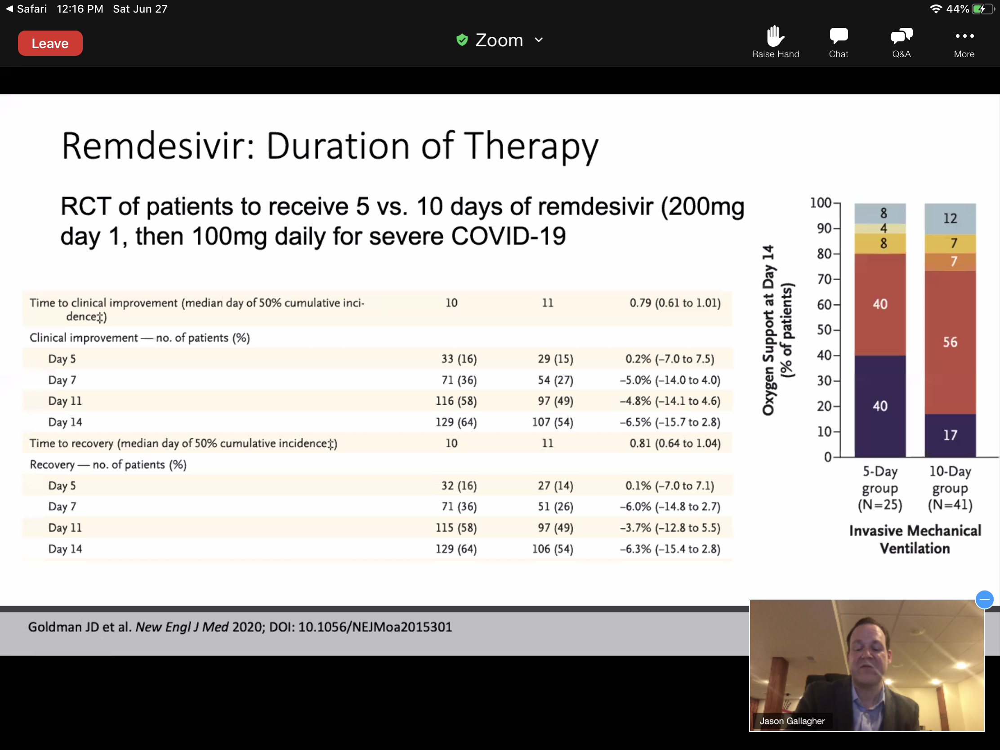 Safari 12:16 PM Sat Jun 27 44%
Leave
Zoom
Raise Hand
Chat
Q&A
More
Remdesivir: Duration of Therapy
RCT of patients to receive 5 vs. 10 days of remdesivir (200mg
day 1, then 100mg daily for severe COVID-19
Time to clinical improvement (median day of 50% cumulative inci-
dence‡) 10 11 0.79 (0.61 to 1.01)
Clinical improvement — no. of patients (%)
Day 5 33 (16) 29 (15) 0.2% (–7.0 to 7.5)
Day 7 71 (36) 54 (27) –5.0% (–14.0 to 4.0)
Day 11 116 (58) 97 (49) –4.8% (–14.1 to 4.6)
Day 14 129 (64) 107 (54) –6.5% (–15.7 to 2.8)
Time to recovery (median day of 50% cumulative incidence‡) 10 11 0.81 (0.64 to 1.04)
Recovery — no. of patients (%)
Day 5 32 (16) 27 (14) 0.1% (–7.0 to 7.1)
Day 7 71 (36) 51 (26) –6.0% (–14.8 to 2.7)
Day 11 115 (58) 97 (49) –3.7% (–12.8 to 5.5)
Day 14 129 (64) 106 (54) –6.3% (–15.4 to 2.8)
Oxygen Support at Day 14
(% of patients)
100
90
80
70
60
50
40
30
20
10
0
8
4
8
40
40
12
7
7
56
17
5-Day
group
(N=25)
10-Day
group
(N=41)
Invasive Mechanical
Ventilation
Goldman JD et al. New Engl J Med 2020; DOI: 10.1056/NEJMoa2015301
Jason Gallagher